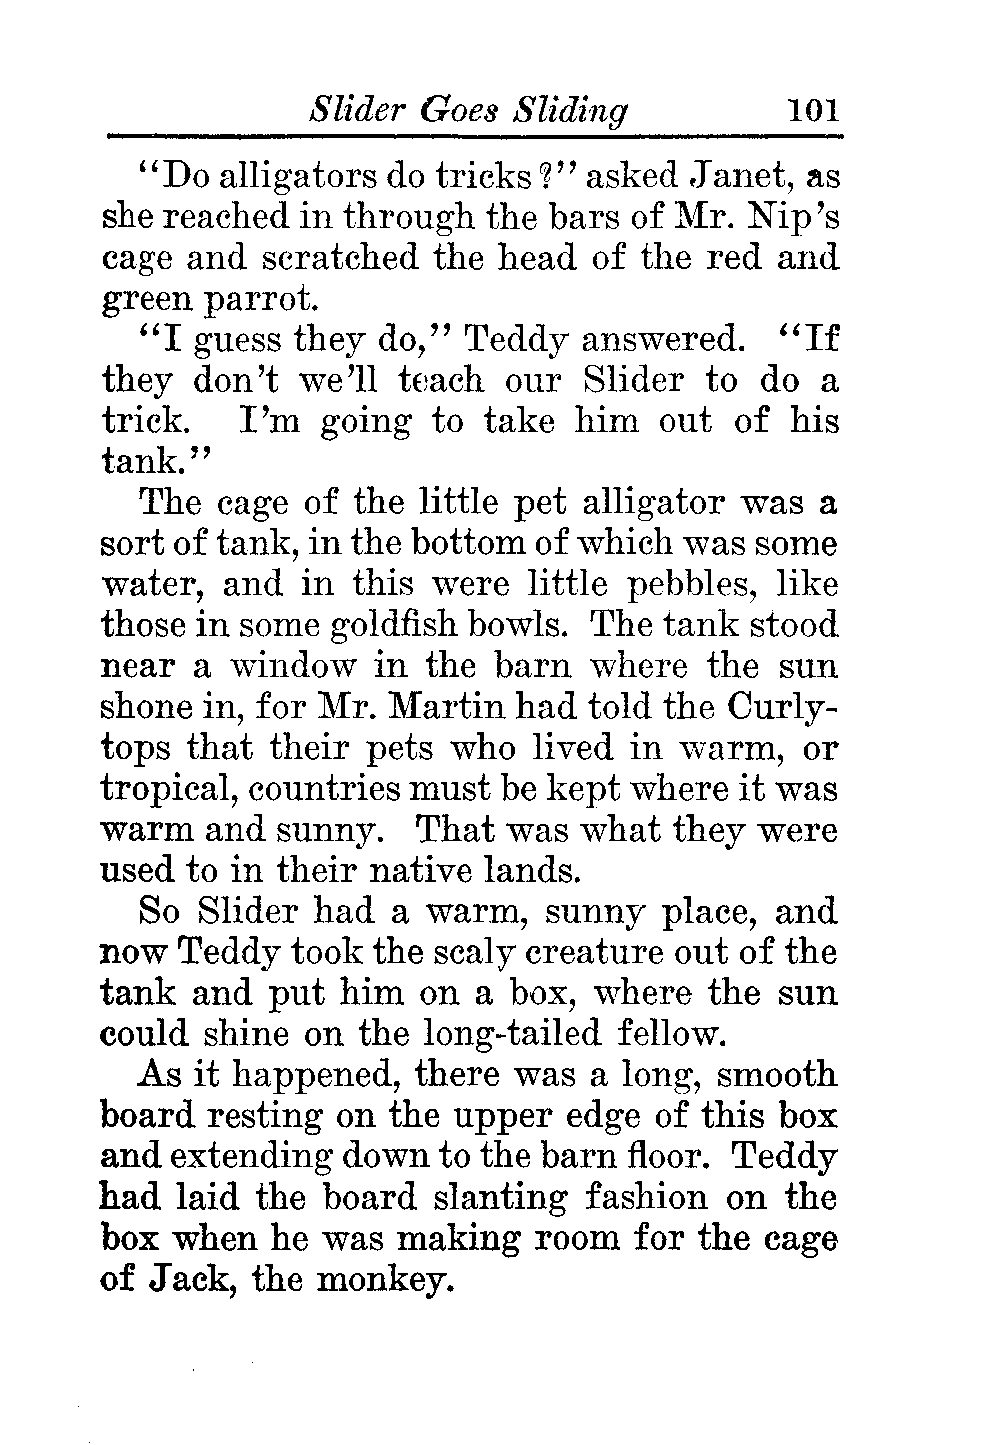 Slider Goes Sliding 101
"Do alligators do tricks?" asked Janet, as
she reached in through the bars of Mr. Nip's
cage and scratched the head of the red and
green parrot.
"I guess they do," Teddy answered. "If
they don't we'll teach our Slider to do a
trick. I'm going to take him out of his
tank."
The cage of the little pet alligator was a
sort of tank, in the bottom of which was some
water, and in this were little pebbles, like
those in some goldfish bowls. The tank stood
near a window in the barn where the sun
shone in, for Mr. Martin had told the Curly-
tops that their pets who lived in warm, or
tropical, countries must be kept where it was
warm and sunny. That was what they were
used to in their native lands.
So Slider had a warm, sunny place, and
now Teddy took the scaly creature out of the
tank and put him on a box, where the sun
could shine on the long-tailed fellow.
As it happened, there was a long, smooth
board resting on the upper edge of this box
and extending down to the barn floor. Teddy
had laid the board slanting fashion on the
box when he was making room for the cage
of Jack, the monkey.